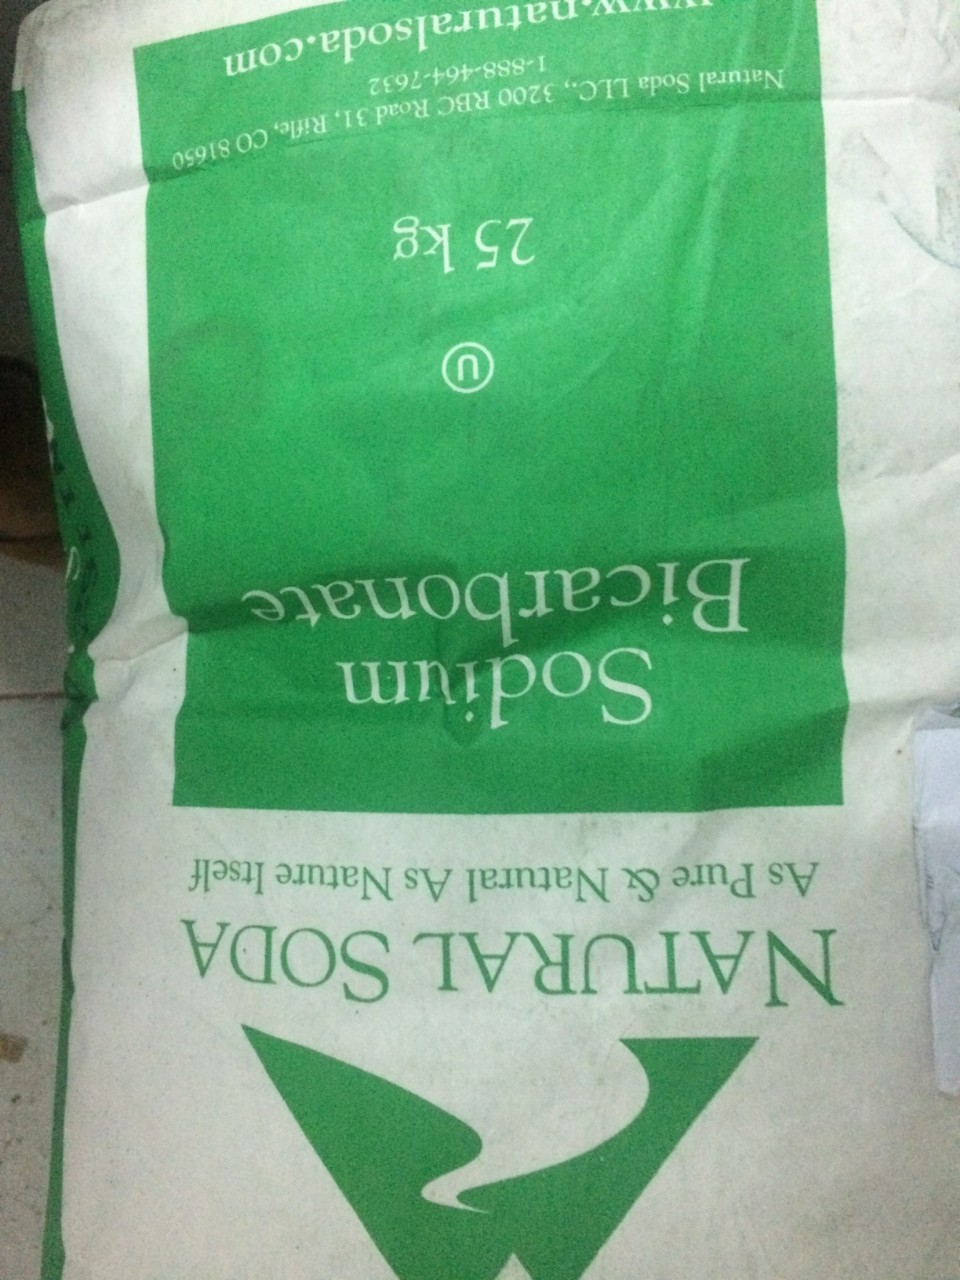 NATURAL SODA
As Pure & Natural As Nature Itself
Sodium
Bicarbonate
U
25 kg
Natural Soda LLC., 3200 RBC Road 31, Rifle, CO 81650
1-888-464-7632
www.naturalsoda.com